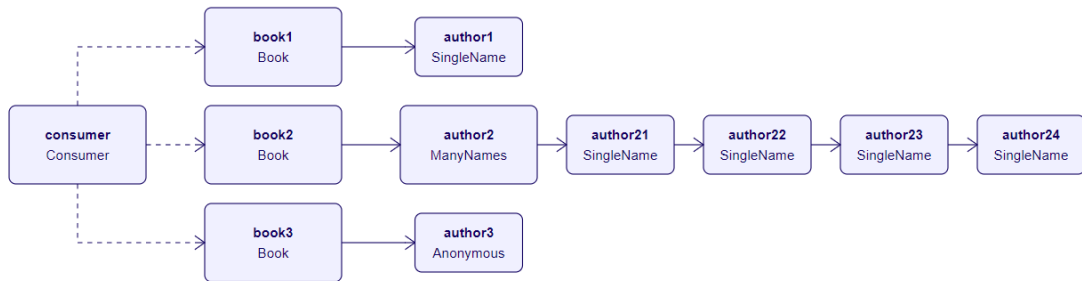 book1
Book
author1
SingleName
consumer
Consumer
book2
Book
author2
ManyNames
author21
SingleName
author22
SingleName
author23
SingleName
author24
SingleName
book3
Book
author3
Anonymous